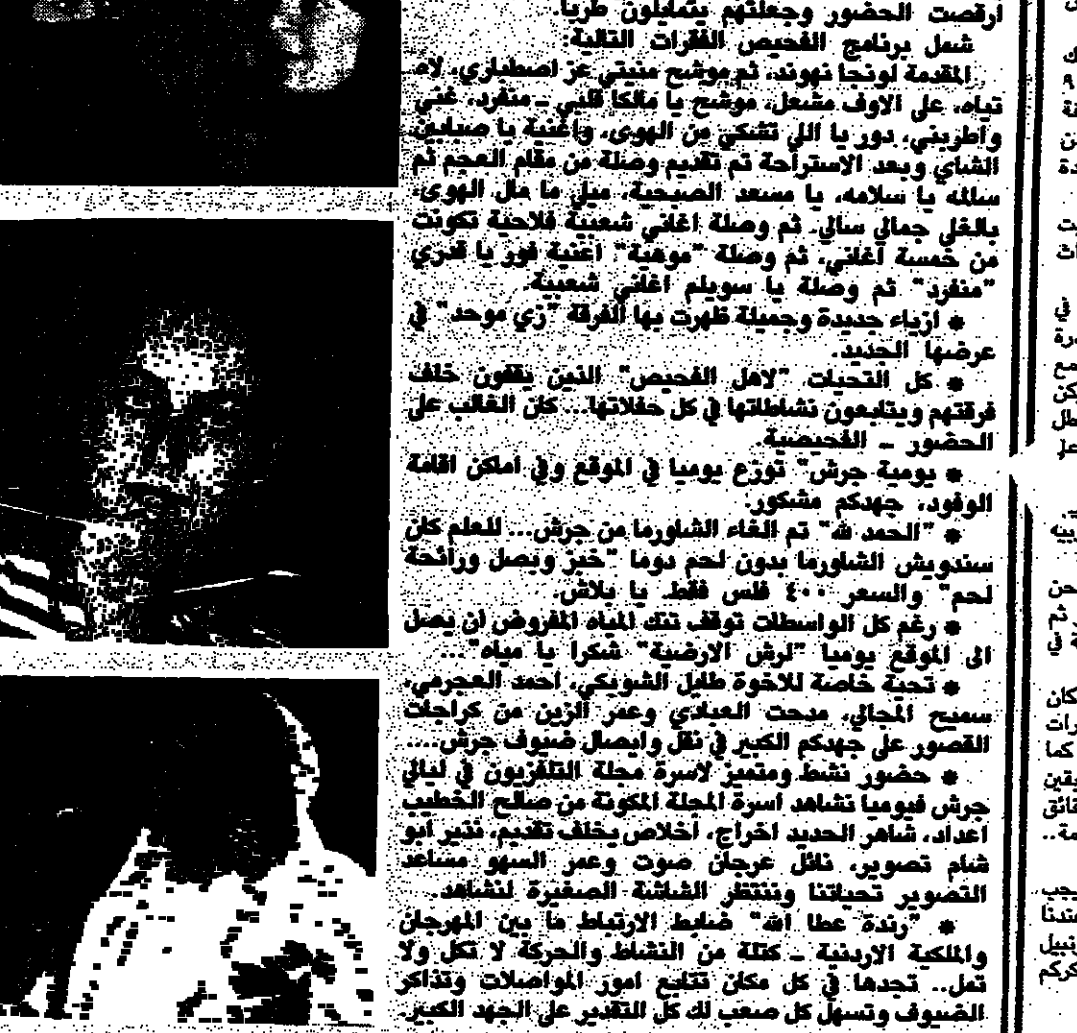 ارقصت الحضور وجعلتهم يتمايلون طربا.
شمل برنامج الفحيص الفقرات التالية:
المقدمة لونجا نهوند، ثم موشح منيتي عز اصطباري، لاه
تياه، على الاوف مشعل، موشح يا مالكا قلبي ــ منفرد، غني
واطربني، دور يا اللي تشكي من الهوى، واغنية يا صبابين
الشاي وبعد الاستراحة تم تقديم وصلة من مقام العجم ثم
سالمه يا سلامه، يا مسعد الصبحية، ميلي ما مال الهوى،
بالغلي جمالي سالي. ثم وصلة اغاني شعبية فلاحية تكونت
من خمسة اغاني، ثم وصلة "موهبة" اغنية فور يا قدري
"منفرد" ثم وصلة يا سويلم اغاني شعبية.
* ازياء جديدة وجميلة ظهرت بها الفرقة "زي موحد" في
عرضها الجديد.
* كل التحيات "لاهل الفحيص" الذين يقفون خلف
فرقتهم ويتابعون نشاطاتها في كل حفلاتها... كان الغالب على
الحضور ــ الفحيصية.
* يومية جرش" توزع يوميا في الموقع وفي اماكن اقامة
الوفود، جهدكم مشكور.
* "الحمد لله" تم الغاء الشاورما من جرش... للعلم كان
سندويش الشاورما بدون لحم دوما "خبز وبصل ورائحة
لحم" والسعر ٤٠٠ فلس فقط. يا بلاش.
* رغم كل الواسطات توقف تنك المياه المفروض ان يصل
الى الموقع يوميا "لرش الارضية" شكرا يا مياه"...
* تحية خاصة للاخوة طايل الشويكي، احمد العجرمي،
سميح المجالي، مدحت العبادي وعمر الزين من كراجات
القصور على جهدكم الكبير في نقل وايصال ضيوف جرش....
* حضور نشط ومتميز لاسرة مجلة التلفزيون في ليالي
جرش فيوميا نشاهد اسرة المجلة المكونة من صالح الخطيب
اعداد، شاهر الحديد اخراج، اخلاص يخلف تقديم، نذير ابو
شام تصوير، نائل عرجان صوت وعمر السهو مساعد
التصوير تحياتنا وننتظر الشاشة الصغيرة لنشاهد.
* "رندة عطا الله" ضابط الارتباط ما بين المهرجان
والملكية الاردنية ــ كتلة من النشاط والحركة لا تكل ولا
تمل.. تجدها في كل مكان تتابع امور المواصلات وتذاكر
الضيوف وتسهل كل صعب لك كل التقدير على الجهد الكبير.